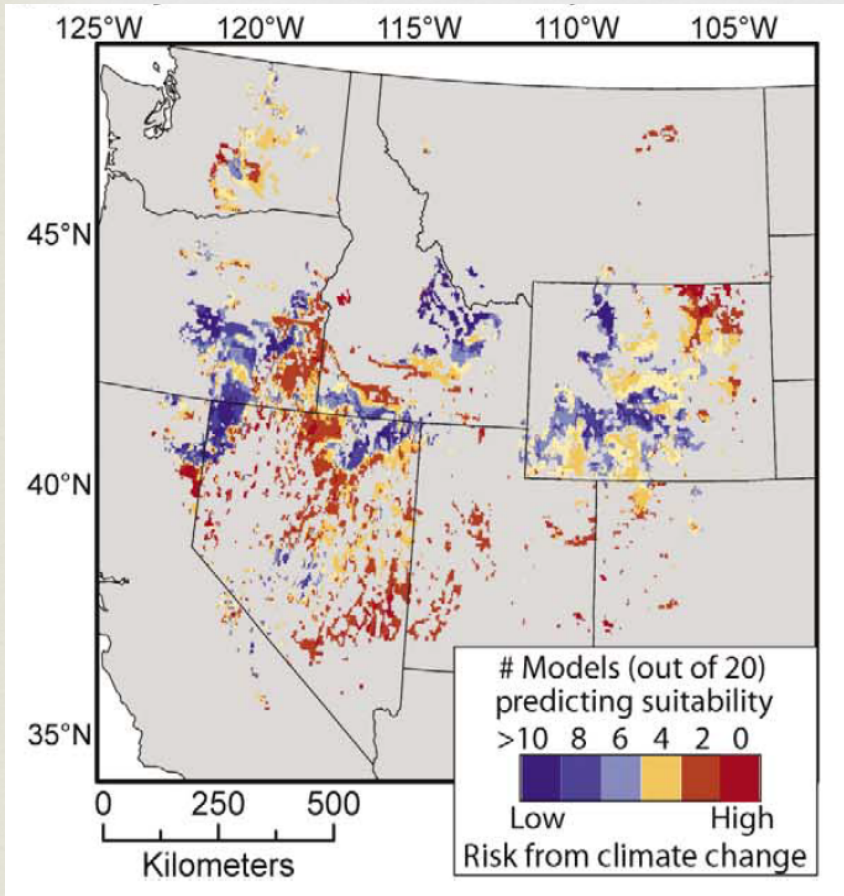 125°W 120°W 115°W 110°W 105°W
45°N
40°N
35°N
# Models (out of 20)
predicting suitability
>10 8 6 4 2 0
Low High
Risk from climate change
0 250 500
Kilometers